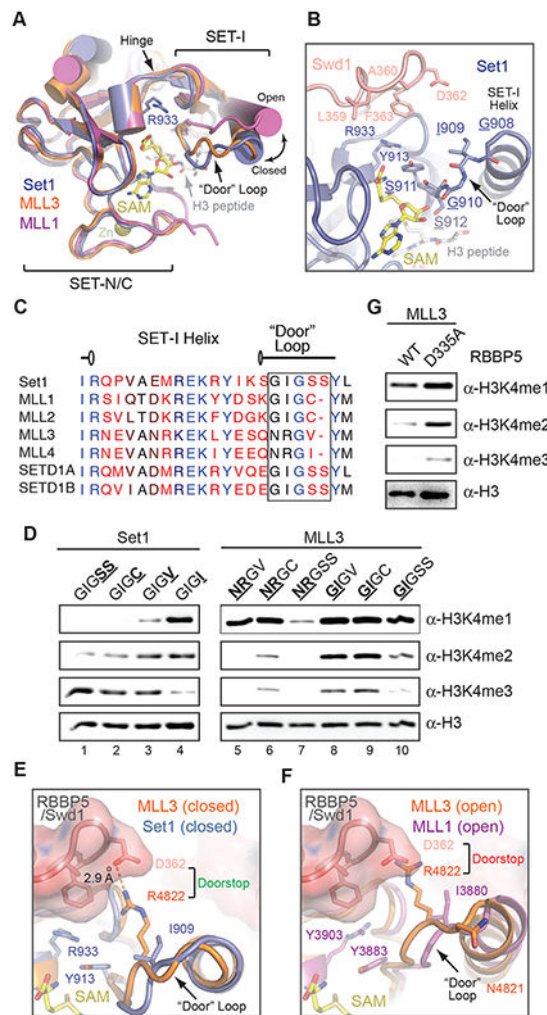 A
Hinge
SET-I
R933
Open
Closed
"Door" Loop
H3 peptide
SAM
Zn
Set1
MLL3
MLL1
SET-N/C
B
Swd1
A360
Set1
D362
L359
F363
SET-I
Helix
R933
I909
G908
Y913
S911
G910
"Door"
Loop
S912
H3 peptide
SAM
C
SET-I Helix
"Door"
Loop
Set1 IRQPVAEMREKRYIKSGIGSSYL
MLL1 IRSIQTDKREKYYDSKGIGC-YM
MLL2 IRSVLTDKREKFYDGKGIGC-YM
MLL3 IRNEVANRKEKLYESQNRGV-YM
MLL4 IRNEVANRREKIYEEQNRGI-YM
SETD1A IRQMVADMREKRYVQEGIGSSYL
SETD1B IRQVIADMREKRYEDEGIGSSYM
G
MLL3
WT
D335A
RBBP5
α-H3K4me1
α-H3K4me2
α-H3K4me3
α-H3
D
Set1
MLL3
GIGSS
GIGC
GIGV
GIGI
NRGV
NRGC
NRGSS
GIGV
GIGC
GIGSS
α-H3K4me1
α-H3K4me2
α-H3K4me3
α-H3
1 2 3 4 5 6 7 8 9 10
E
RBBP5
/Swd1
MLL3 (closed)
Set1 (closed)
D362
2.9 Å
Doorstop
R4822
R933
I909
Y913
SAM
"Door" Loop
F
RBBP5
/Swd1
MLL3 (open)
MLL1 (open)
D362
R4822
Doorstop
I3880
Y3903
Y3883
SAM
N4821
"Door" Loop